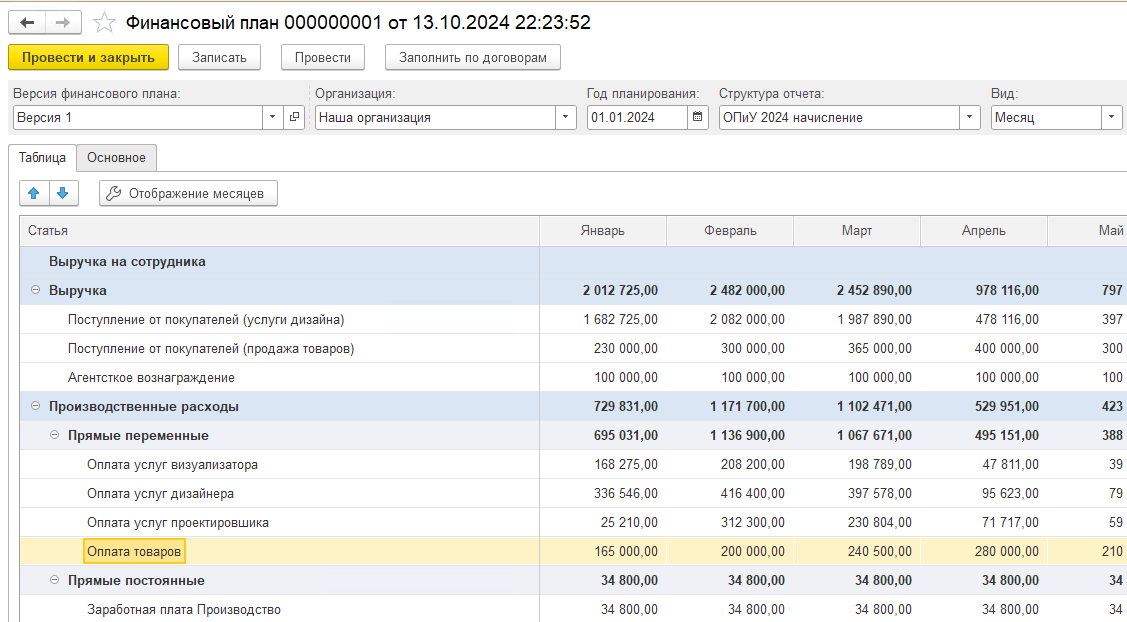 Финансовый план 000000001 от 13.10.2024 22:23:52
Провести и закрыть Записать Провести Заполнить по договорам
Версия финансового плана: Организация: Год планирования: Структура отчета: Вид:
Версия 1 Наша организация 01.01.2024 ОПиУ 2024 начисление Месяц
Таблица Основное
Отображение месяцев
Статья Январь Февраль Март Апрель Май
Выручка на сотрудника
Выручка 2 012 725,00 2 482 000,00 2 452 890,00 978 116,00 797
Поступление от покупателей (услуги дизайна) 1 682 725,00 2 082 000,00 1 987 890,00 478 116,00 397
Поступление от покупателей (продажа товаров) 230 000,00 300 000,00 365 000,00 400 000,00 300
Агентсткое вознаграждение 100 000,00 100 000,00 100 000,00 100 000,00 100
Производственные расходы 729 831,00 1 171 700,00 1 102 471,00 529 951,00 423
Прямые переменные 695 031,00 1 136 900,00 1 067 671,00 495 151,00 388
Оплата услуг визуализатора 168 275,00 208 200,00 198 789,00 47 811,00 39
Оплата услуг дизайнера 336 546,00 416 400,00 397 578,00 95 623,00 79
Оплата услуг проектировшика 25 210,00 312 300,00 230 804,00 71 717,00 59
Оплата товаров 165 000,00 200 000,00 240 500,00 280 000,00 210
Прямые постоянные 34 800,00 34 800,00 34 800,00 34 800,00 34
Заработная плата Производство 34 800,00 34 800,00 34 800,00 34 800,00 34